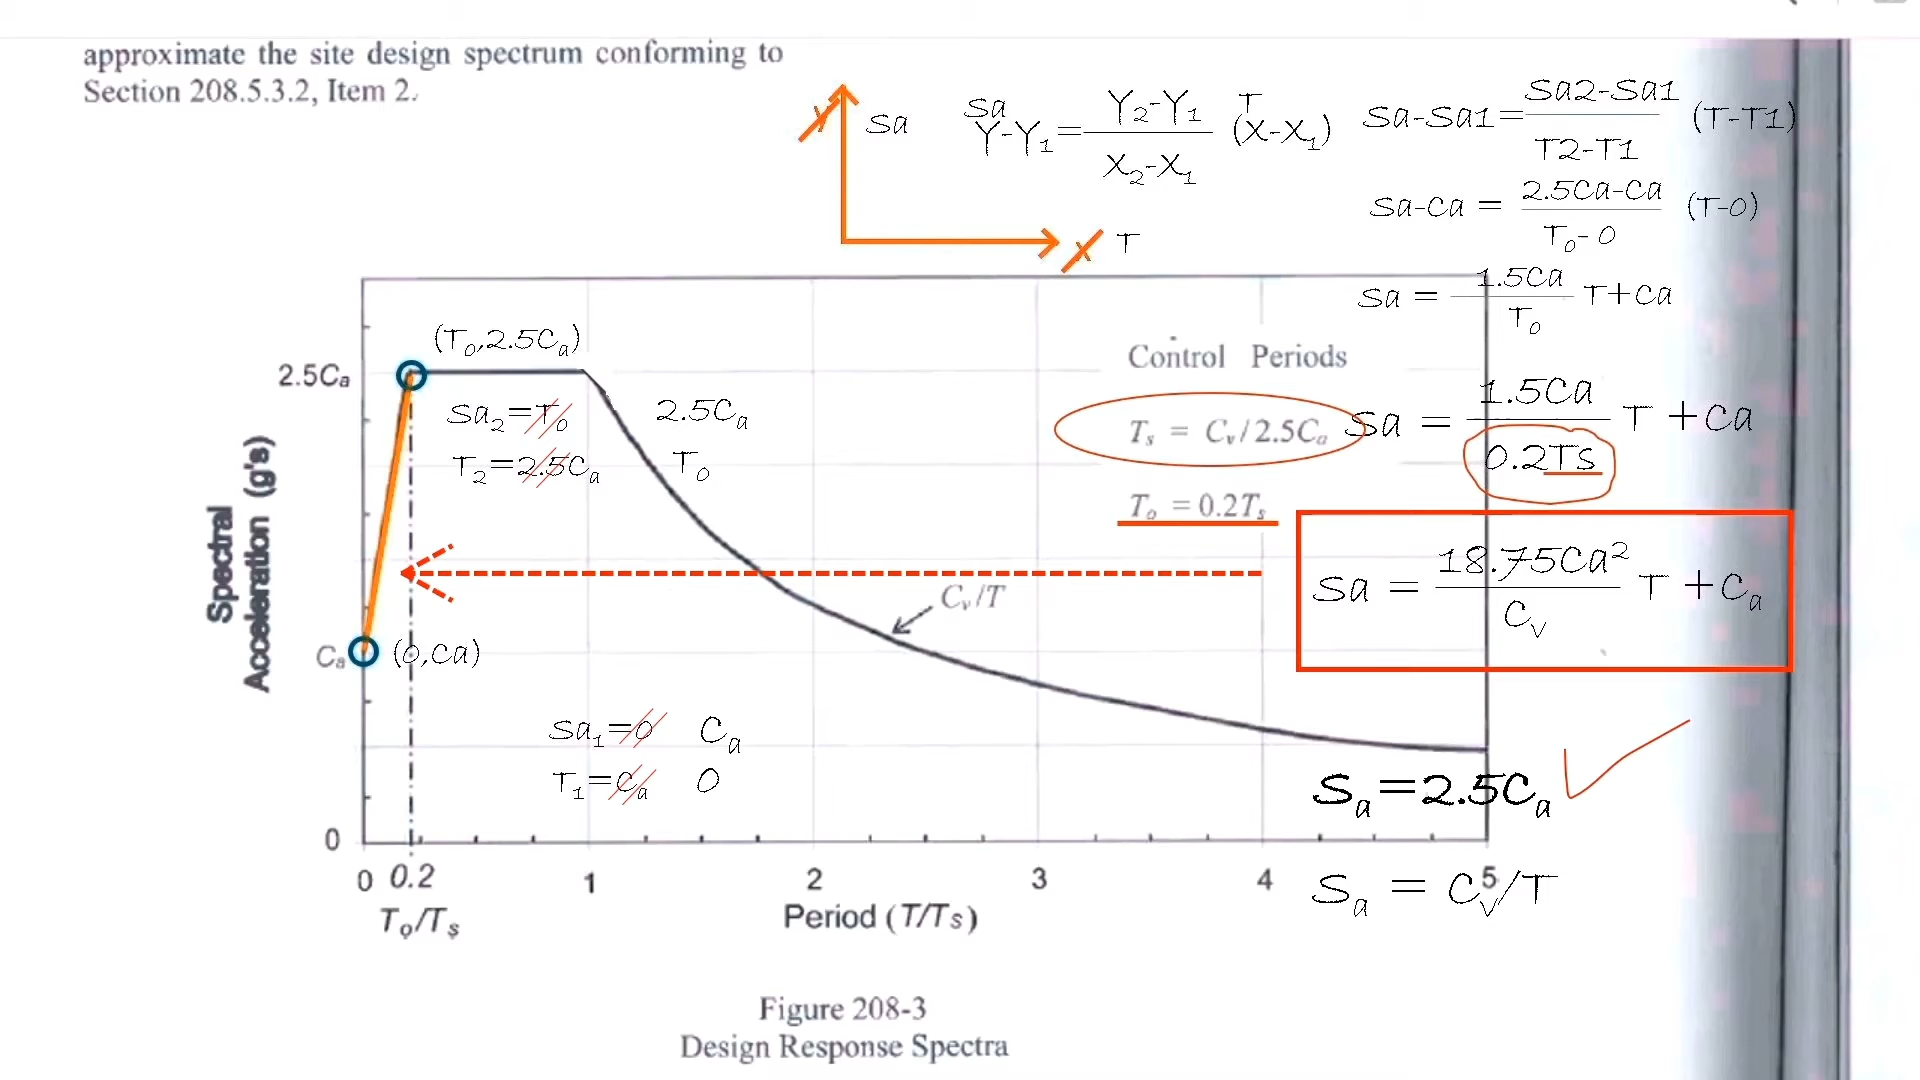 approximate the site design spectrum conforming to
Section 208.5.3.2, Item 2.
Y Sa
X T
Sa T
Y-Y₁= Y₂-Y₁ / X₂-X₁ (X-X₁)
Sa-Sa1= Sa2-Sa1 / T2-T1 (T-T1)
Sa-Ca = 2.5Ca-Ca / T₀-0 (T-0)
Sa = 1.5Ca / T₀ T+Ca
Sa = 1.5Ca / 0.2Ts T+Ca
Sa = 18.75Ca² / Cᵥ T+Cₐ
Sₐ=2.5Cₐ
Sₐ = Cᵥ/T
Control Periods
Tₛ = Cᵥ/2.5Cₐ
Tₒ = 0.2Tₛ
(T₀,2.5Cₐ)
2.5Cₐ
Sa₂=T₀ 2.5Cₐ
T₂=2.5Cₐ T₀
Cᵥ/T
Cₐ (0,Ca)
Sa₁=0 Cₐ
T₁=Cₐ 0
Spectral
Acceleration (g's)
0
0 0.2 1 2 3 4 5
Tₒ/Tₛ
Period (T/Ts)
Figure 208-3
Design Response Spectra